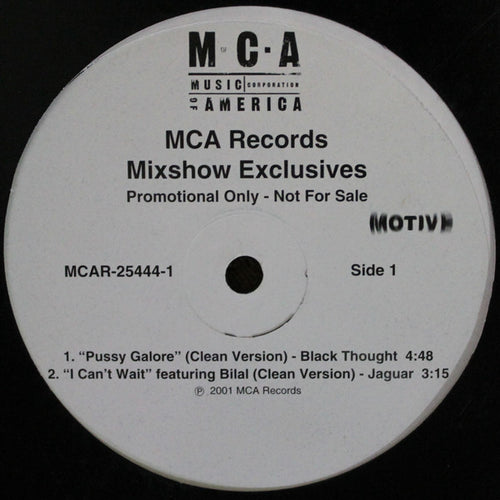 M·C·A
MUSIC CORPORATION
OF AMERICA
MCA Records
Mixshow Exclusives
Promotional Only - Not For Sale
MOTIVE
MCAR-25444-1 Side 1
1. “Pussy Galore” (Clean Version) - Black Thought 4:48
2. “I Can’t Wait” featuring Bilal (Clean Version) - Jaguar 3:15
℗ 2001 MCA Records